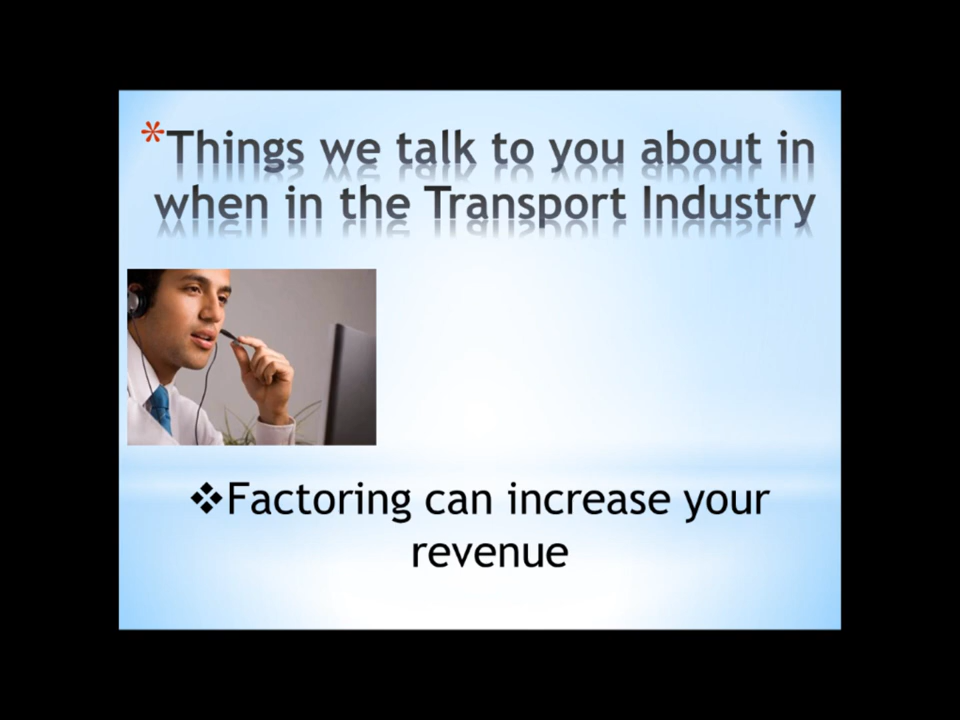 *Things we talk to you about in
when in the Transport Industry
❖Factoring can increase your
revenue